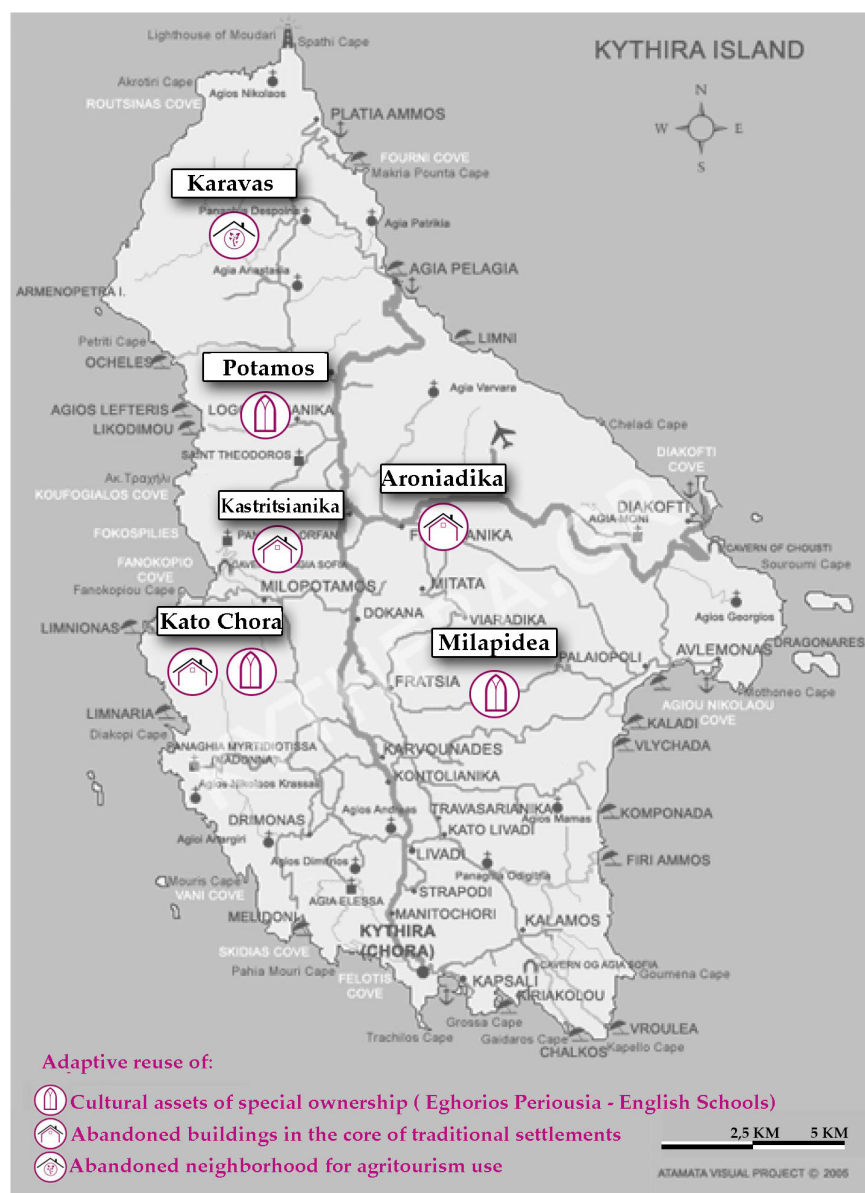 Lighthouse of Moudari
Spathi Cape
KYTHIRA ISLAND
Akrotiri Cape
Agios Nikolaos
ROUTSINAS COVE
N
W
E
S
PLATIA AMMOS
FOURNI COVE
Makria Pounta Cape
Karavas
Panaghia Despoina
Agia Patrikia
Agia Anastasia
AGIA PELAGIA
ARMENOPETRA I.
Petriti Cape
LIMNI
OCHELES
Potamos
Agia Varvara
AGIOS LEFTERIS
LIKODIMOU
Cheladi Cape
SAINT THEODOROS
DIAKOFTI
COVE
Ακ.Τραχήλι
KOUFOGIALOS COVE
Aroniadika
Kastritsianika
DIAKOFTI
AGIA MONI
FOKOSPILIES
FANOKOPIO
COVE
CAVERN OF CHOUSTI
Souroumi Cape
Fanokopiou Cape
MILOPOTAMOS
MITATA
Agios Georgios
LIMNIONAS
Kato Chora
DOKANA
VIARADIKA
Milapidea
DRAGONARES
AVLEMONAS
PALAIOPOLI
FRATSIA
Mothoneo Cape
AGIOU NIKOLAOU
COVE
LIMNARIA
Diakopi Cape
KALADI
VLYCHADA
PANAGHIA MYRTIDIOTISSA
KARVOUNADES
KONTOLIANIKA
Agios Nikolaos Krassas
Agios Andreas
TRAVASARIANIKA
Agios Mamas
KOMPONADA
DRIMONAS
KATO LIVADI
LIVADI
FIRI AMMOS
Agios Dimitrios
Panaghia Odigitria
Mouris Cape
VANI COVE
AGIA ELESSA
STRAPODI
MELIDONI
MANITOCHORI
KALAMOS
KYTHIRA
(CHORA)
SKIDIAS COVE
Pahia Mouri Cape
FELOTIS
COVE
CAVERN OG AGIA SOFIA
Goumena Cape
KAPSALI
KIRIAKOLOU
Grossa Cape
Trachilos Cape
Gaidaros Cape
CHALKOS
VROULEA
Kapello Cape
Adaptive reuse of:
Cultural assets of special ownership ( Eghorios Periousia - English Schools)
Abandoned buildings in the core of traditional settlements
Abandoned neighborhood for agritourism use
2,5 KM
5 KM
ATAMATA VISUAL PROJECT © 2005